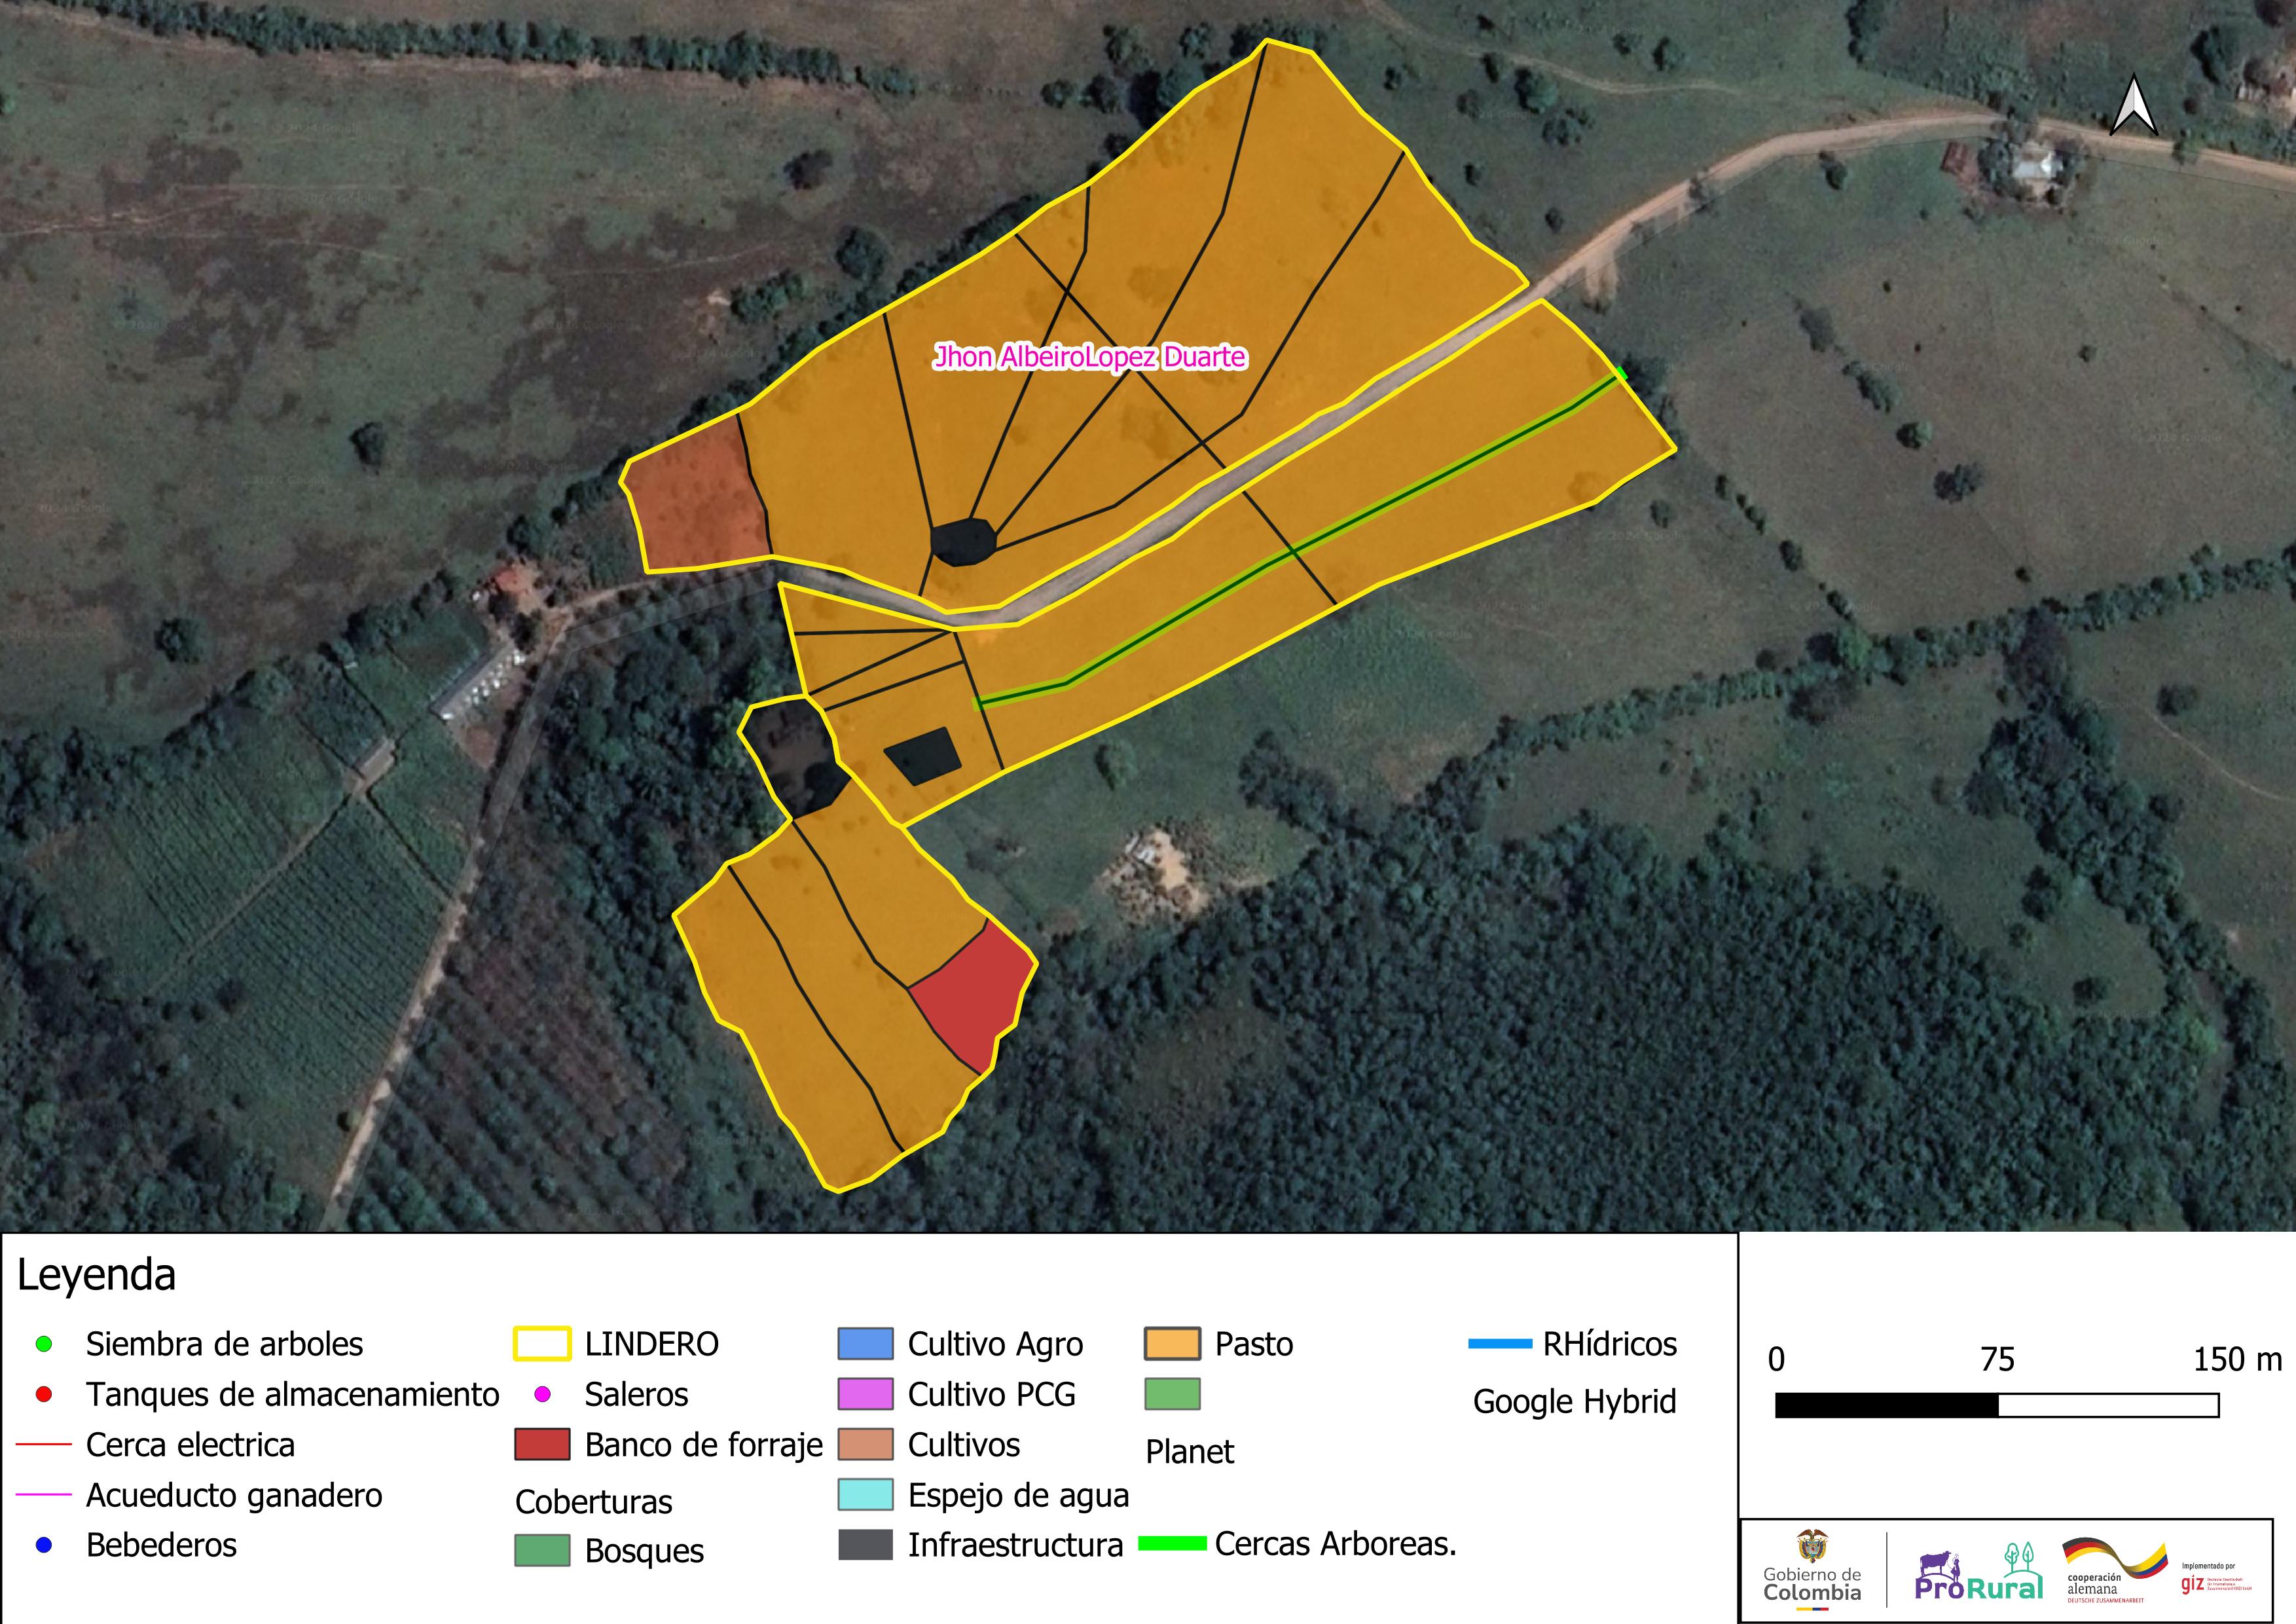 Jhon AlbeiroLopez Duarte
Leyenda
Siembra de arboles
Tanques de almacenamiento
Cerca electrica
Acueducto ganadero
Bebederos
LINDERO
Saleros
Banco de forraje
Coberturas
Bosques
Cultivo Agro
Cultivo PCG
Cultivos
Espejo de agua
Infraestructura
Pasto
Planet
Cercas Arboreas.
RHídricos
Google Hybrid
0 75 150 m
Gobierno de
Colombia
ProRural
cooperación
alemana
DEUTSCHE ZUSAMMENARBEIT
Implementado por
giz